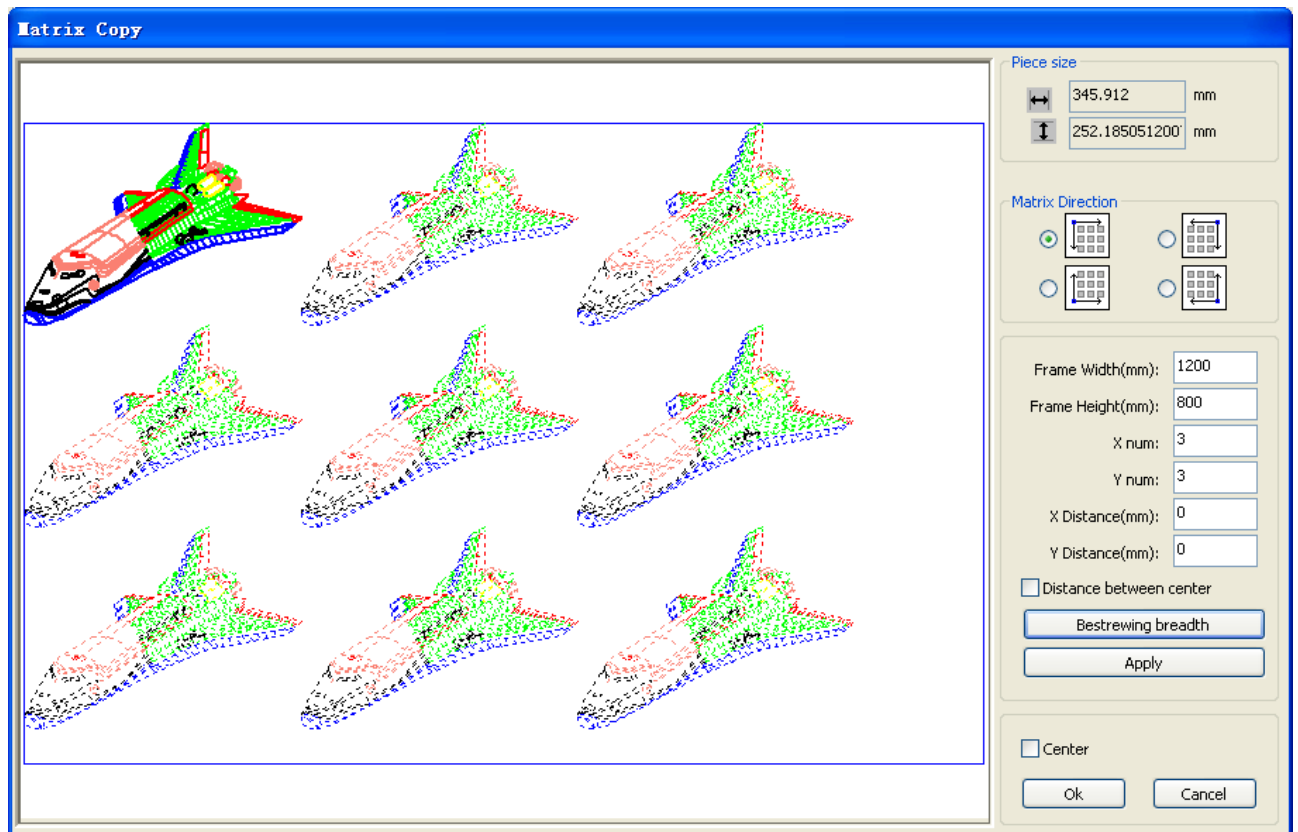 Matrix Copy
Piece size
345.912 mm
252.185051200 mm
Matrix Direction
Frame Width(mm): 1200
Frame Height(mm): 800
X num: 3
Y num: 3
X Distance(mm): 0
Y Distance(mm): 0
Distance between center
Bestrewing breadth
Apply
Center
Ok Cancel